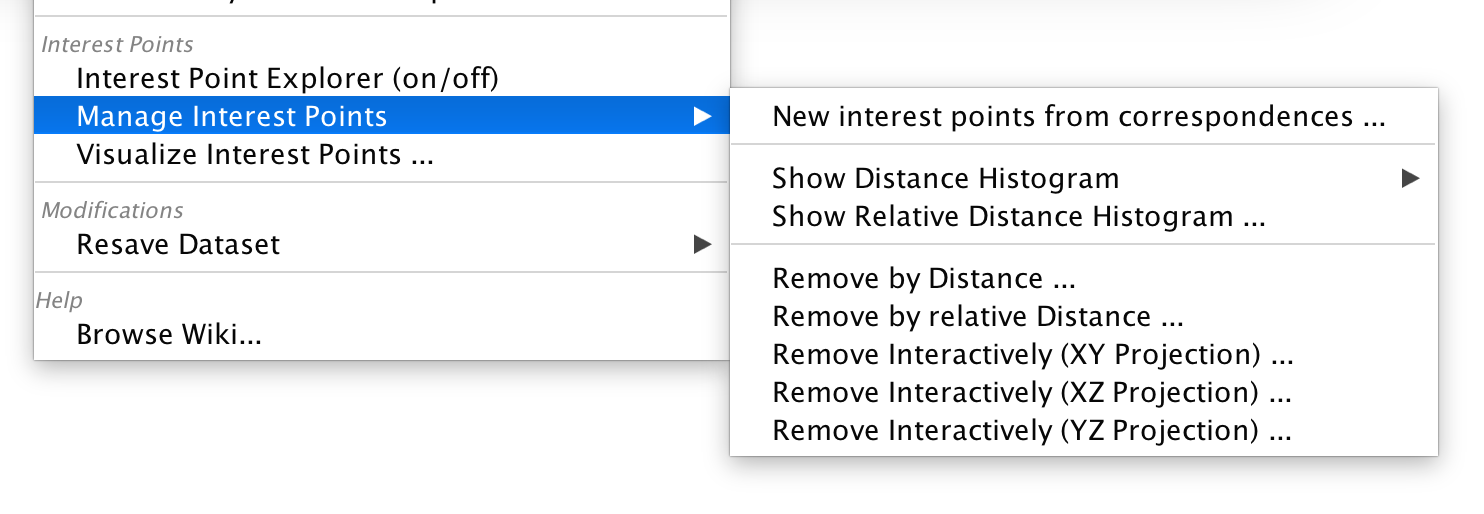 Interest Points
Interest Point Explorer (on/off)
Manage Interest Points
Visualize Interest Points ...
Modifications
Resave Dataset
Help
Browse Wiki...
New interest points from correspondences ...
Show Distance Histogram
Show Relative Distance Histogram ...
Remove by Distance ...
Remove by relative Distance ...
Remove Interactively (XY Projection) ...
Remove Interactively (XZ Projection) ...
Remove Interactively (YZ Projection) ...